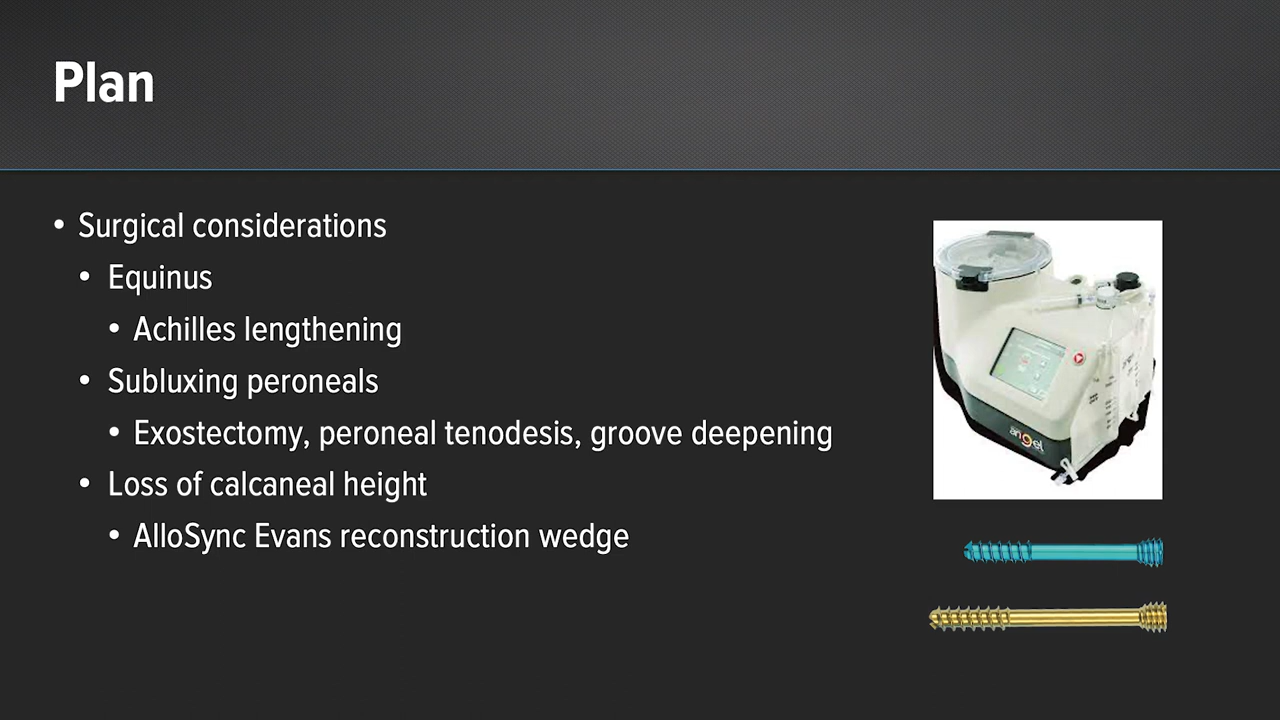 Plan
• Surgical considerations
• Equinus
• Achilles lengthening
• Subluxing peroneals
• Exostectomy, peroneal tenodesis, groove deepening
• Loss of calcaneal height
• AlloSync Evans reconstruction wedge
angel